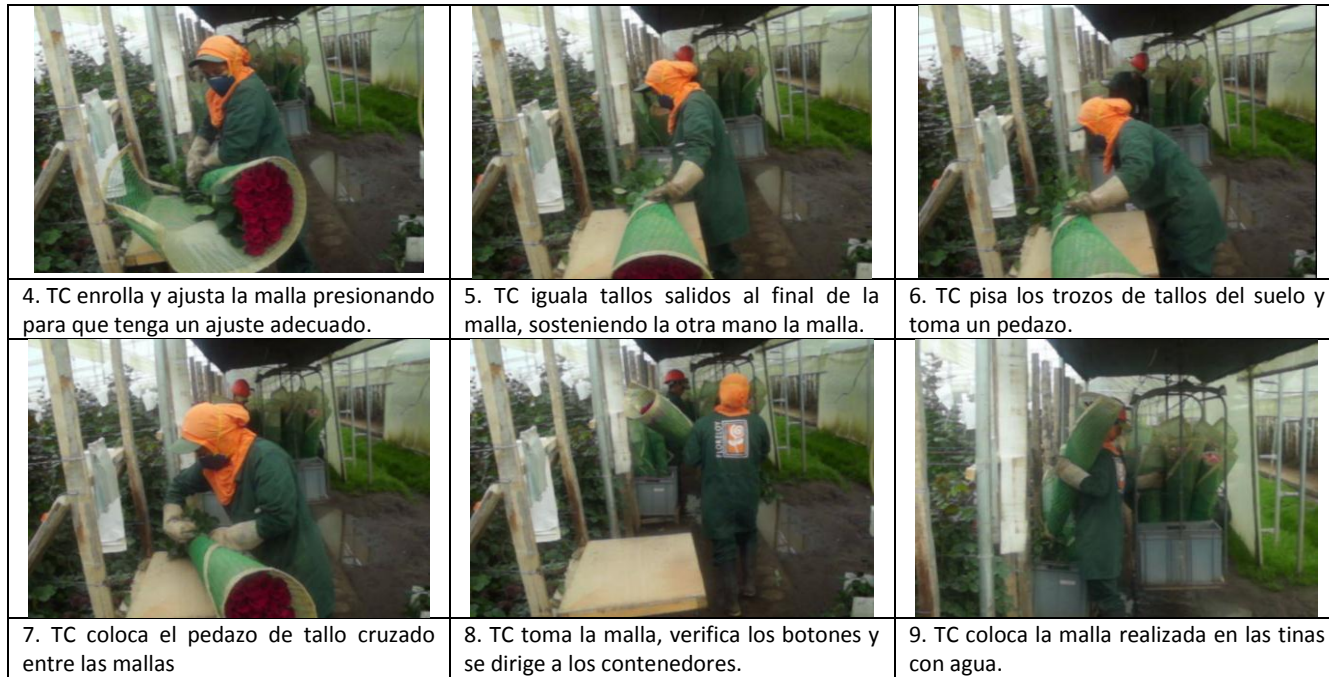 4. TC enrolla y ajusta la malla presionando
para que tenga un ajuste adecuado.
5. TC iguala tallos salidos al final de la
malla, sosteniendo la otra mano la malla.
6. TC pisa los trozos de tallos del suelo y
toma un pedazo.
7. TC coloca el pedazo de tallo cruzado
entre las mallas
8. TC toma la malla, verifica los botones y
se dirige a los contenedores.
9. TC coloca la malla realizada en las tinas
con agua.